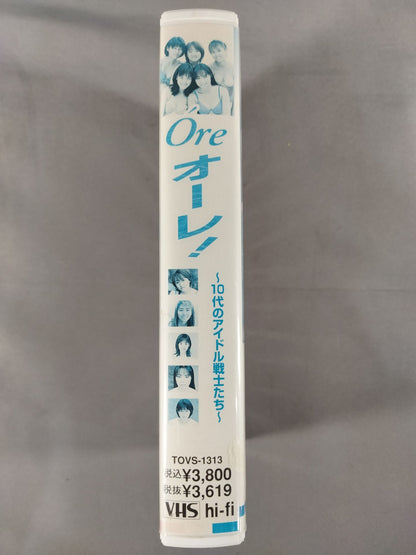 Ore
オーレ!
~10代のアイドル戦士たち~
TOVS-1313
税込¥3,800
税抜¥3,619
VHS hi-fi